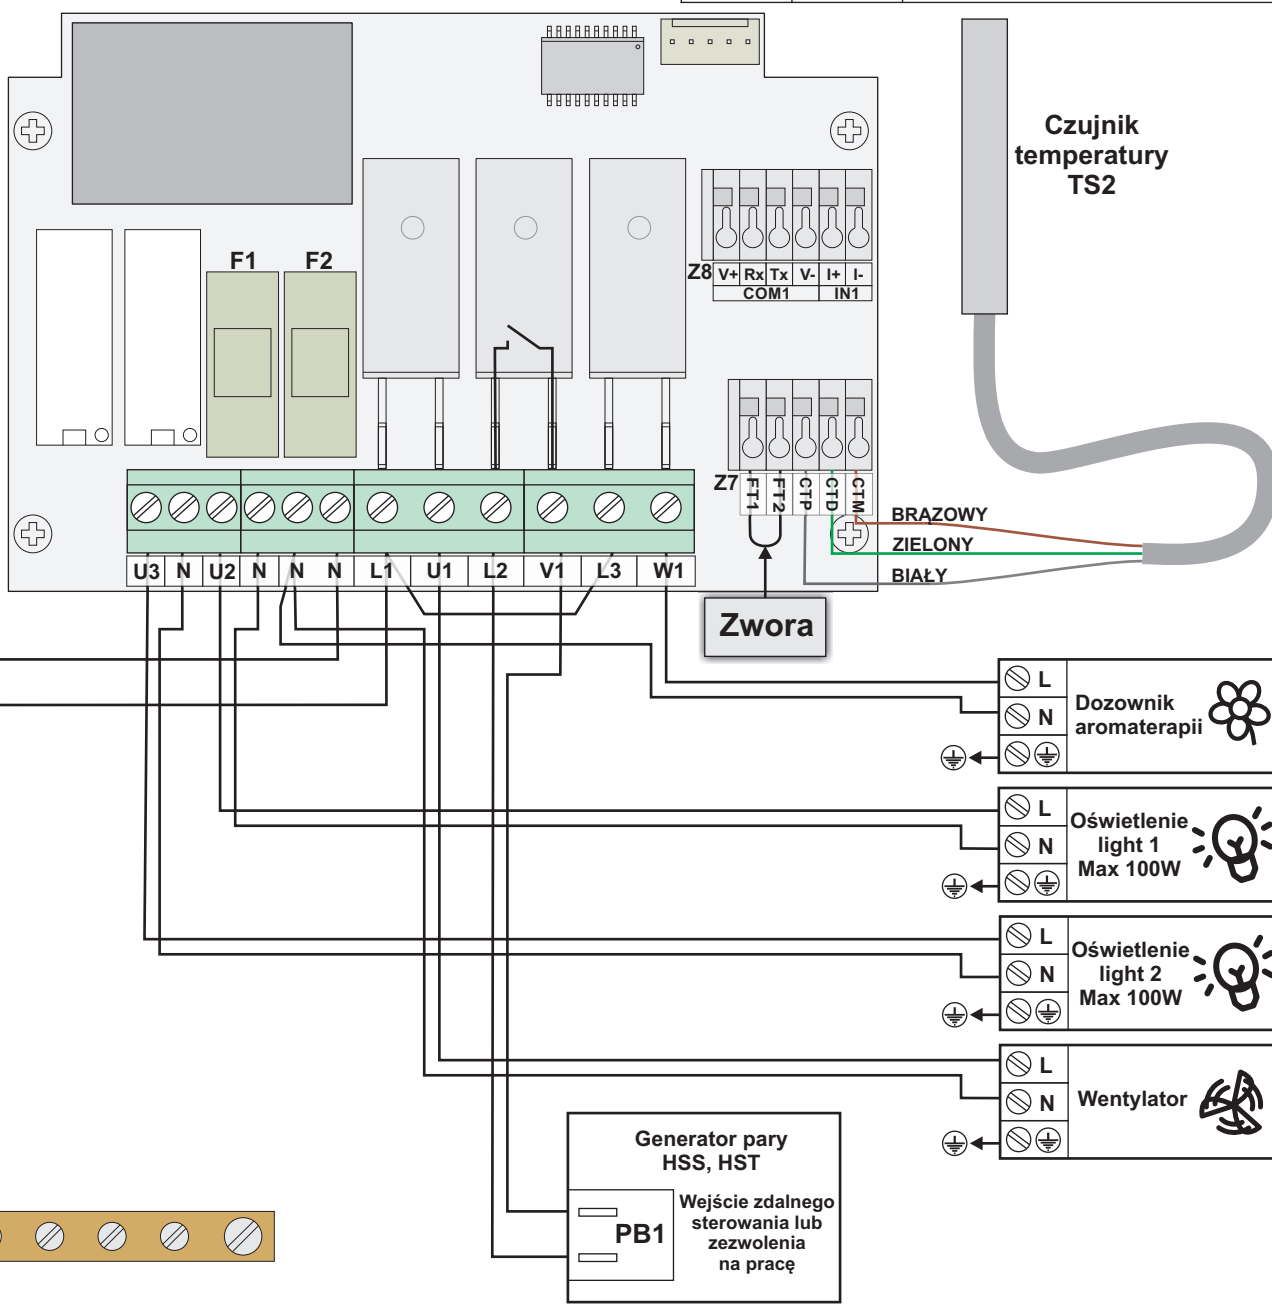 Czujnik
temperatury
TS2
F1 F2
Z8 V+ Rx Tx V- I+ I-
COM1 IN1
Z7 FT1 FT2 CTP CTD CTM
BRĄZOWY
ZIELONY
BIAŁY
U3 N U2 N N N L1 U1 L2 V1 L3 W1
Zwora
L
N
Dozownik
aromaterapii
L
N
Oświetlenie
light 1
Max 100W
L
N
Oświetlenie
light 2
Max 100W
L
N
Wentylator
Generator pary
HSS, HST
PB1
Wejście zdalnego
sterowania lub
zezwolenia
na pracę